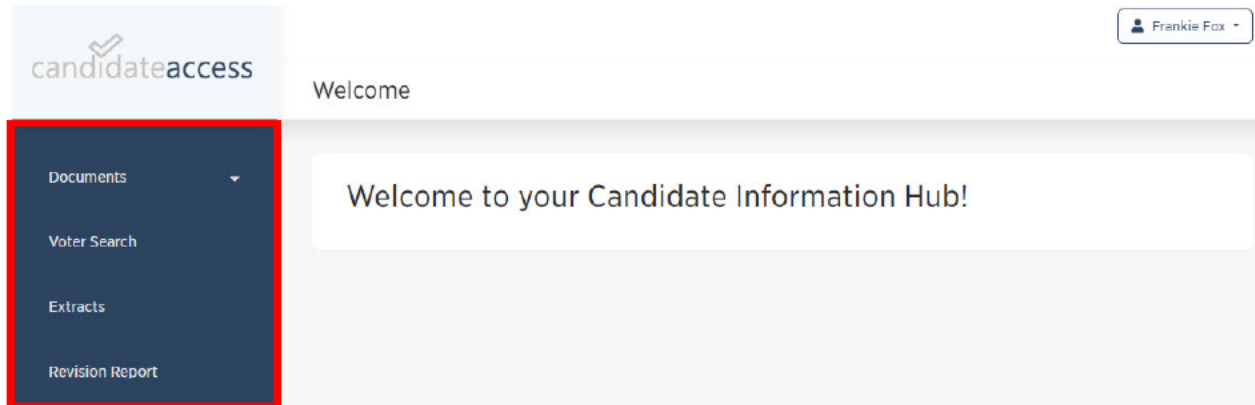 Frankie Fox
candidateaccess
Welcome
Documents
Welcome to your Candidate Information Hub!
Voter Search
Extracts
Revision Report